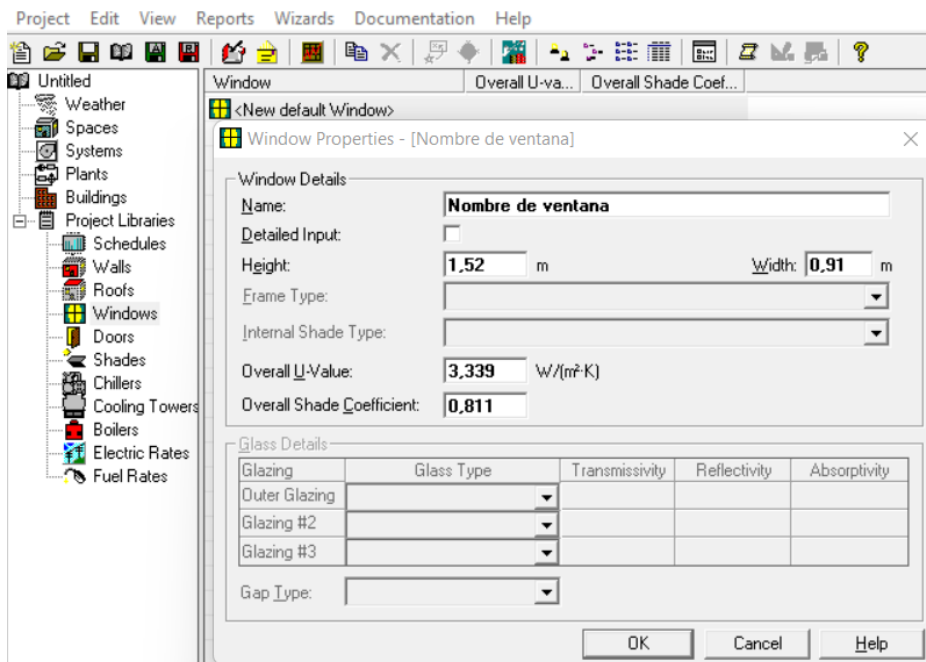 Project Edit View Reports Wizards Documentation Help
Untitled
Weather
Spaces
Systems
Plants
Buildings
Project Libraries
Schedules
Walls
Roofs
Windows
Doors
Shades
Chillers
Cooling Towers
Boilers
Electric Rates
Fuel Rates
Window Overall U-va... Overall Shade Coef...
<New default Window>
Window Properties - [Nombre de ventana]
Window Details
Name: Nombre de ventana
Detailed Input:
Height: 1,52 m Width: 0,91 m
Frame Type:
Internal Shade Type:
Overall U-Value: 3,339 W/(m²·K)
Overall Shade Coefficient: 0,811
Glass Details
Glazing Glass Type Transmissivity Reflectivity Absorptivity
Outer Glazing
Glazing #2
Glazing #3
Gap Type:
OK Cancel Help